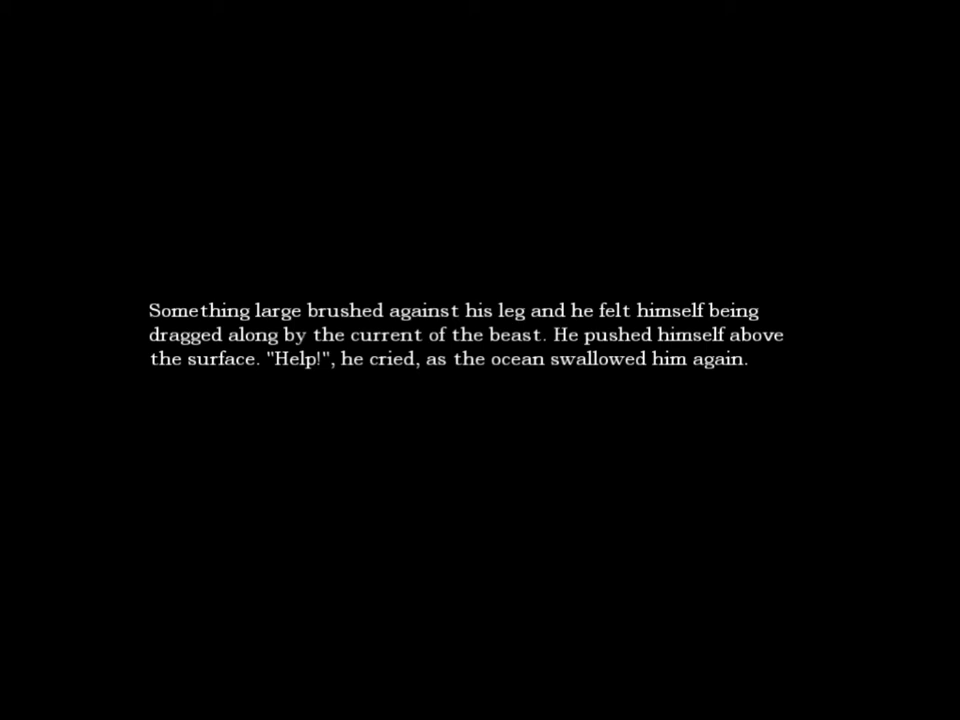 Something large brushed against his leg and he felt himself being
dragged along by the current of the beast. He pushed himself above
the surface. "Help!", he cried, as the ocean swallowed him again.